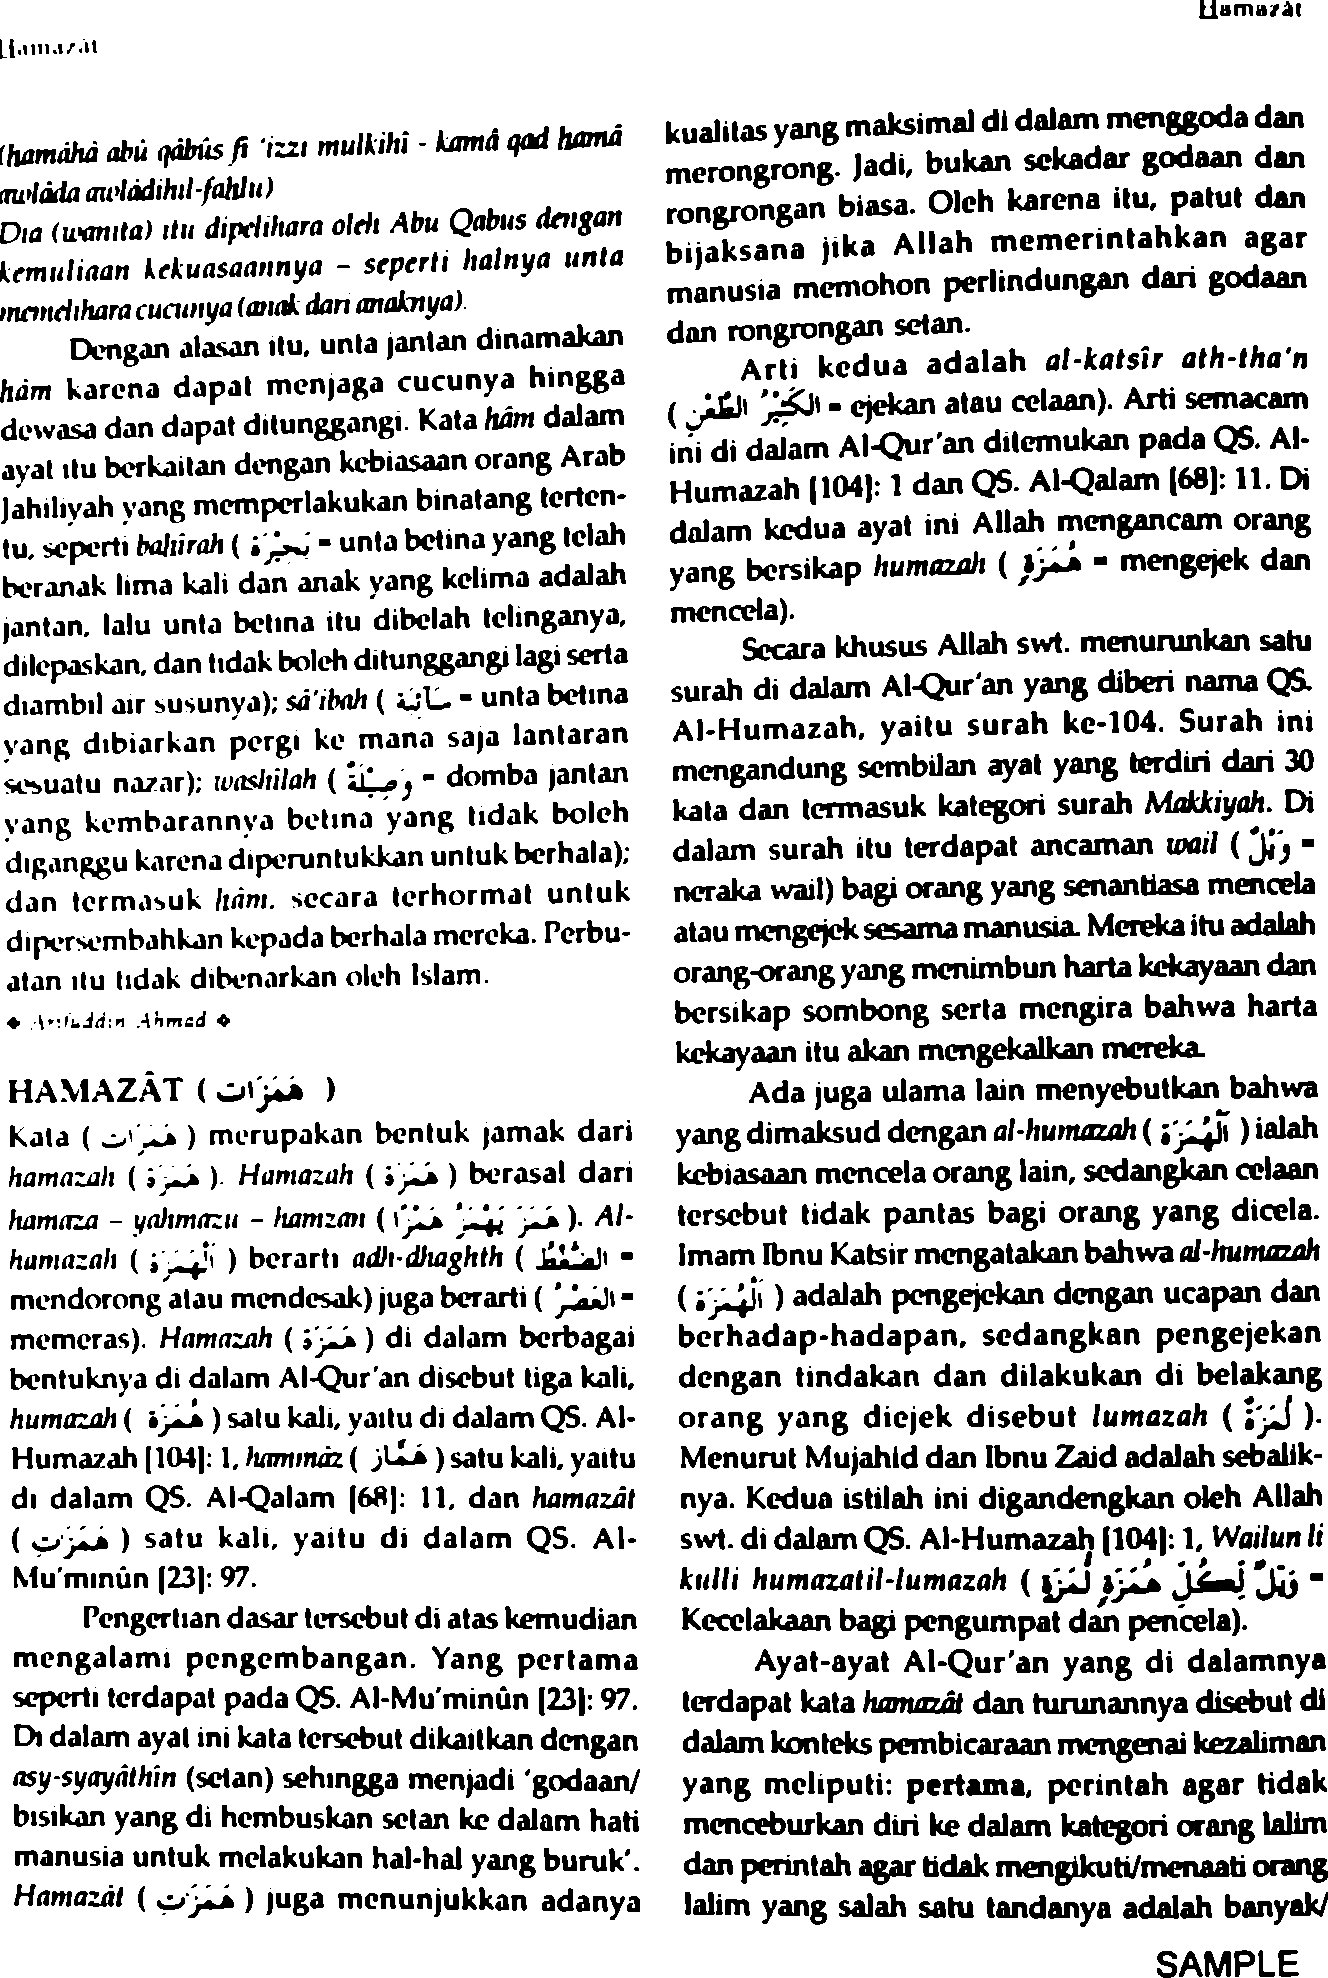 Hamazât
Hamazât
(hamâhâ abû qâbûs fî 'izzi mulkihî - kamâ qad hamâ
awlâda awlâdihil-fahlu)
Dia (wanita) itu dipelihara oleh Abu Qabus dengan
kemuliaan kekuasaannya – seperti halnya unta
memelihara cucunya (anak dari anaknya).
Dengan alasan itu, unta jantan dinamakan
hâm karena dapat menjaga cucunya hingga
dewasa dan dapat ditunggangi. Kata hâm dalam
ayat itu berkaitan dengan kebiasaan orang Arab
Jahiliyah yang memperlakukan binatang terten-
tu, seperti bahirah ( بَحِيْرَةٌ = unta betina yang telah
beranak lima kali dan anak yang kelima adalah
jantan, lalu unta betina itu dibelah telinganya,
dilepaskan, dan tidak boleh ditunggangi lagi serta
diambil air susunya); sâ'ibah ( سَائِبَة = unta betina
yang dibiarkan pergi ke mana saja lantaran
sesuatu nazar); washilah ( وَصِيْلَةٌ = domba jantan
yang kembarannya betina yang tidak boleh
diganggu karena diperuntukkan untuk berhala);
dan termasuk hâm, secara terhormat untuk
dipersembahkan kepada berhala mereka. Perbu-
atan itu tidak dibenarkan oleh Islam.
◆ Arifuddin Ahmad ◆
HAMAZÂT ( هَمَزَات )
Kata ( هَمَزَات ) merupakan bentuk jamak dari
hamazah ( هَمَزَة ). Hamazah ( هَمَزَة ) berasal dari
hamaza – yahmazu – hamzan ( هَمَزَ يَهْمِزُ هَمْزًا ). Al-
hamazah ( اَلْهَمَزَة ) berarti adh-dhaghth ( الضَّغْطُ =
mendorong atau mendesak) juga berarti ( العَصْرُ =
memeras). Hamazah ( هَمَزَة ) di dalam berbagai
bentuknya di dalam Al-Qur'an disebut tiga kali,
humazah ( هُمَزَة ) satu kali, yaitu di dalam QS. Al-
Humazah [104]: 1, hammâz ( هَمَّاز ) satu kali, yaitu
di dalam QS. Al-Qalam [68]: 11, dan hamazât
( هَمَزٰتِ ) satu kali, yaitu di dalam QS. Al-
Mu'minûn [23]: 97.
Pengertian dasar tersebut di atas kemudian
mengalami pengembangan. Yang pertama
seperti terdapat pada QS. Al-Mu'minûn [23]: 97.
Di dalam ayat ini kata tersebut dikaitkan dengan
asy-syayâthîn (setan) sehingga menjadi 'godaan/
bisikan yang di hembuskan setan ke dalam hati
manusia untuk melakukan hal-hal yang buruk'.
Hamazât ( هَمَزٰتِ ) juga menunjukkan adanya
kualitas yang maksimal di dalam menggoda dan
merongrong. Jadi, bukan sekadar godaan dan
rongrongan biasa. Oleh karena itu, patut dan
bijaksana jika Allah memerintahkan agar
manusia memohon perlindungan dari godaan
dan rongrongan setan.
Arti kedua adalah al-katsîr ath-tha'n
( الكَثِيْرُ الطَّعْنِ = ejekan atau celaan). Arti semacam
ini di dalam Al-Qur'an ditemukan pada QS. Al-
Humazah [104]: 1 dan QS. Al-Qalam [68]: 11. Di
dalam kedua ayat ini Allah mengancam orang
yang bersikap humazah ( هُمَزَةٍ = mengejek dan
mencela).
Secara khusus Allah swt. menurunkan satu
surah di dalam Al-Qur'an yang diberi nama QS.
Al-Humazah, yaitu surah ke-104. Surah ini
mengandung sembilan ayat yang terdiri dari 30
kata dan termasuk kategori surah Makkiyah. Di
dalam surah itu terdapat ancaman wail ( وَيْلٌ =
neraka wail) bagi orang yang senantiasa mencela
atau mengejek sesama manusia. Mereka itu adalah
orang-orang yang menimbun harta kekayaan dan
bersikap sombong serta mengira bahwa harta
kekayaan itu akan mengekalkan mereka.
Ada juga ulama lain menyebutkan bahwa
yang dimaksud dengan al-humazah ( اَلْهُمَزَة ) ialah
kebiasaan mencela orang lain, sedangkan celaan
tersebut tidak pantas bagi orang yang dicela.
Imam Ibnu Katsir mengatakan bahwa al-humazah
( اَلْهُمَزَة ) adalah pengejekan dengan ucapan dan
berhadap-hadapan, sedangkan pengejekan
dengan tindakan dan dilakukan di belakang
orang yang diejek disebut lumazah ( لُمَزَةٌ ).
Menurut Mujahid dan Ibnu Zaid adalah sebalik-
nya. Kedua istilah ini digandengkan oleh Allah
swt. di dalam QS. Al-Humazah [104]: 1, Wailun li
kulli humazatil-lumazah ( وَيْلٌ لِّكُلِّ هُمَزَةٍ لُّمَزَةٍ =
Kecelakaan bagi pengumpat dan pencela).
Ayat-ayat Al-Qur'an yang di dalamnya
terdapat kata hamazât dan turunannya disebut di
dalam konteks pembicaraan mengenai kezaliman
yang meliputi: pertama, perintah agar tidak
menceburkan diri ke dalam kategori orang lalim
dan perintah agar tidak mengikuti/menaati orang
lalim yang salah satu tandanya adalah banyak/
SAMPLE